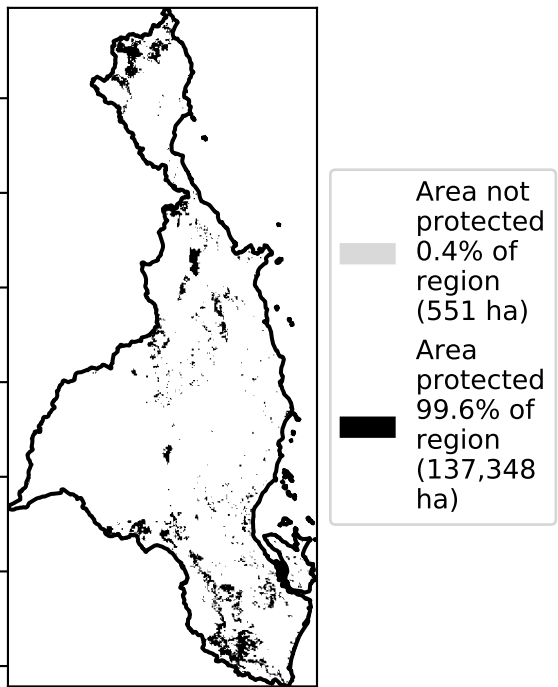 Area not
protected
0.4% of
region
(551 ha)
Area
protected
99.6% of
region
(137,348
ha)